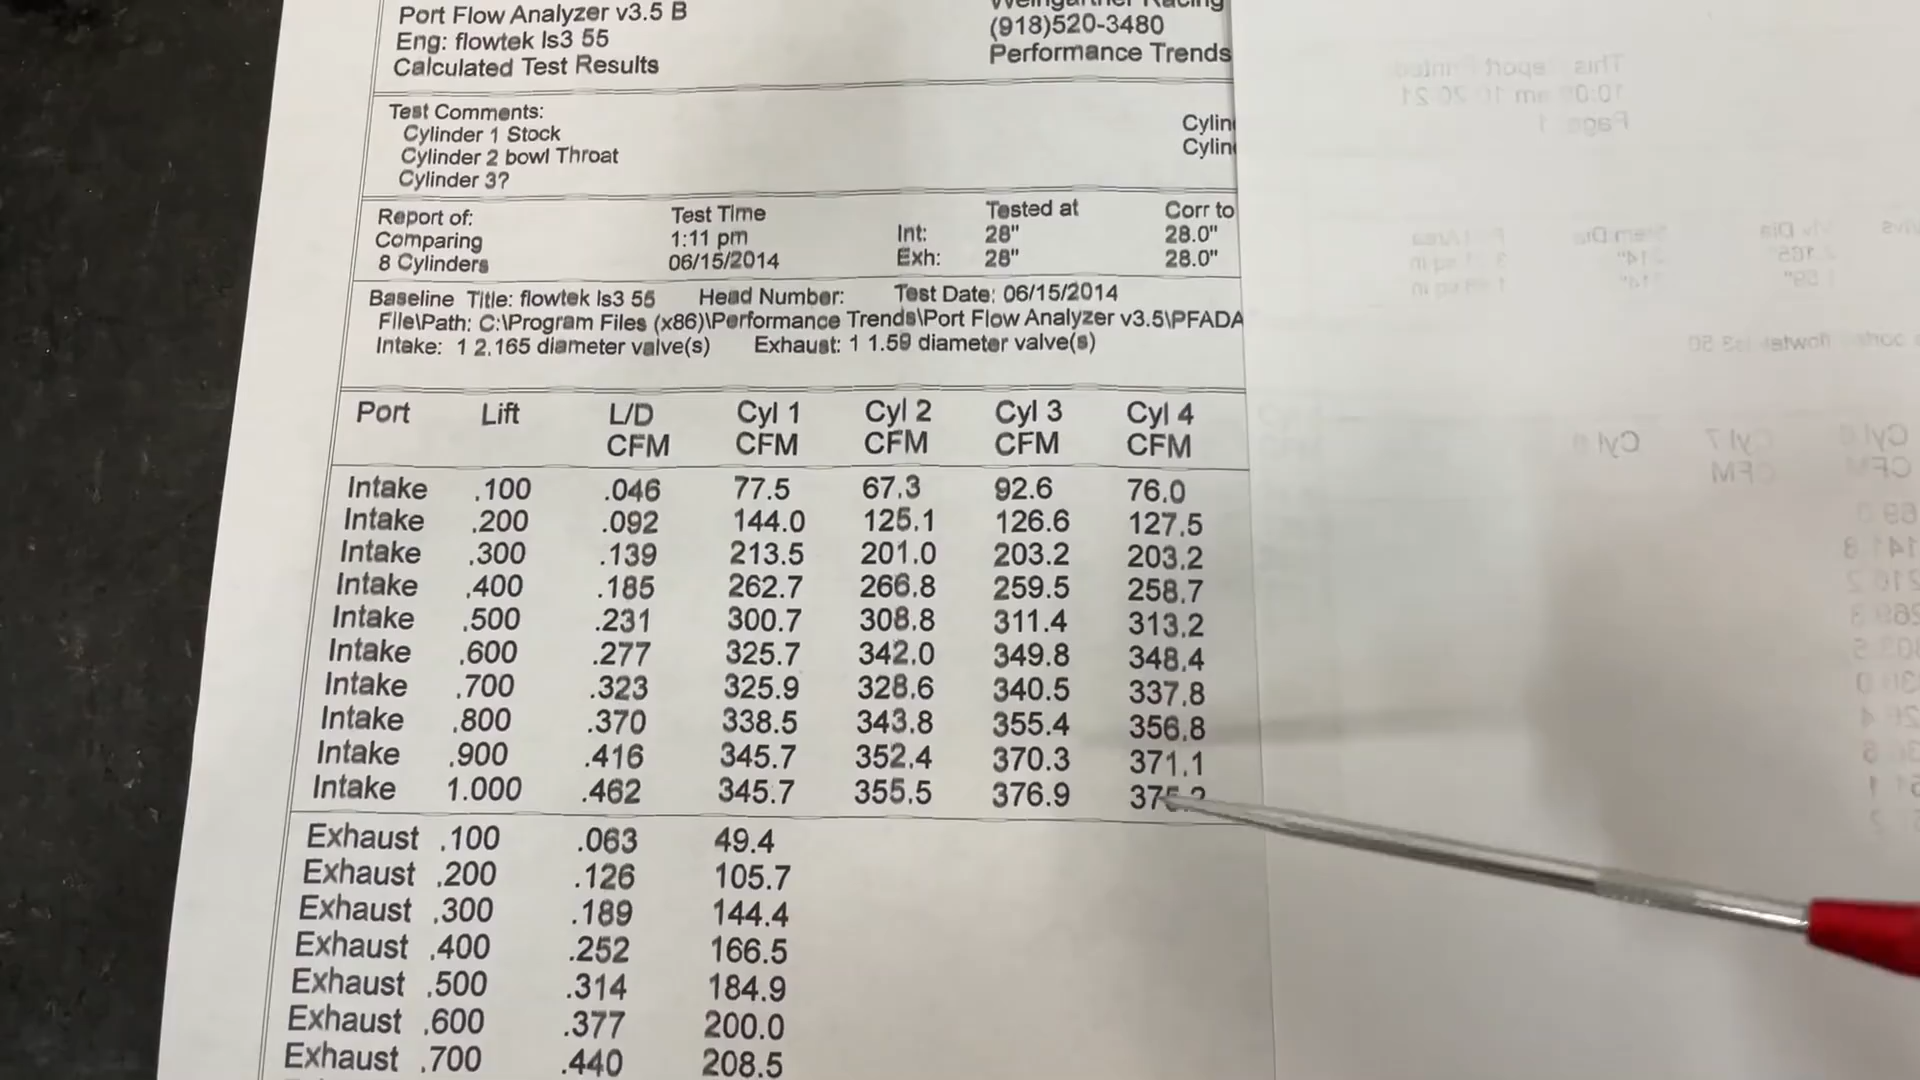 Port Flow Analyzer v3.5 B
Eng: flowtek ls3 55
Calculated Test Results
Weingartner Racing
(918)520-3480
Performance Trends
Test Comments:
Cylinder 1 Stock
Cylinder 2 bowl Throat
Cylinder 3?
Cylin
Cylin
Report of: Test Time Tested at Corr to
Comparing 1:11 pm Int: 28" 28.0"
8 Cylinders 06/15/2014 Exh: 28" 28.0"
Baseline Title: flowtek ls3 55 Head Number: Test Date: 06/15/2014
File\Path: C:\Program Files (x86)\Performance Trends\Port Flow Analyzer v3.5\PFADA
Intake: 1 2.165 diameter valve(s) Exhaust: 1 1.59 diameter valve(s)
Port Lift L/D Cyl 1 Cyl 2 Cyl 3 Cyl 4
CFM CFM CFM CFM CFM
Intake .100 .046 77.5 67.3 92.6 76.0
Intake .200 .092 144.0 125.1 126.6 127.5
Intake .300 .139 213.5 201.0 203.2 203.2
Intake .400 .185 262.7 266.8 259.5 258.7
Intake .500 .231 300.7 308.8 311.4 313.2
Intake .600 .277 325.7 342.0 349.8 348.4
Intake .700 .323 325.9 328.6 340.5 337.8
Intake .800 .370 338.5 343.8 355.4 356.8
Intake .900 .416 345.7 352.4 370.3 371.1
Intake 1.000 .462 345.7 355.5 376.9
Exhaust .100 .063 49.4
Exhaust .200 .126 105.7
Exhaust .300 .189 144.4
Exhaust .400 .252 166.5
Exhaust .500 .314 184.9
Exhaust .600 .377 200.0
Exhaust .700 .440 208.5